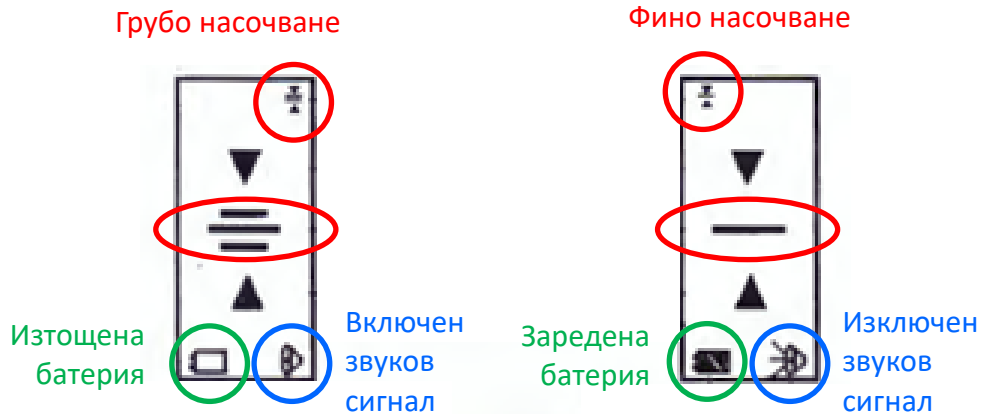 Грубо насочване
Фино насочване
Изтощена
батерия
Включен
звуков
сигнал
Заредена
батерия
Изключен
звуков
сигнал